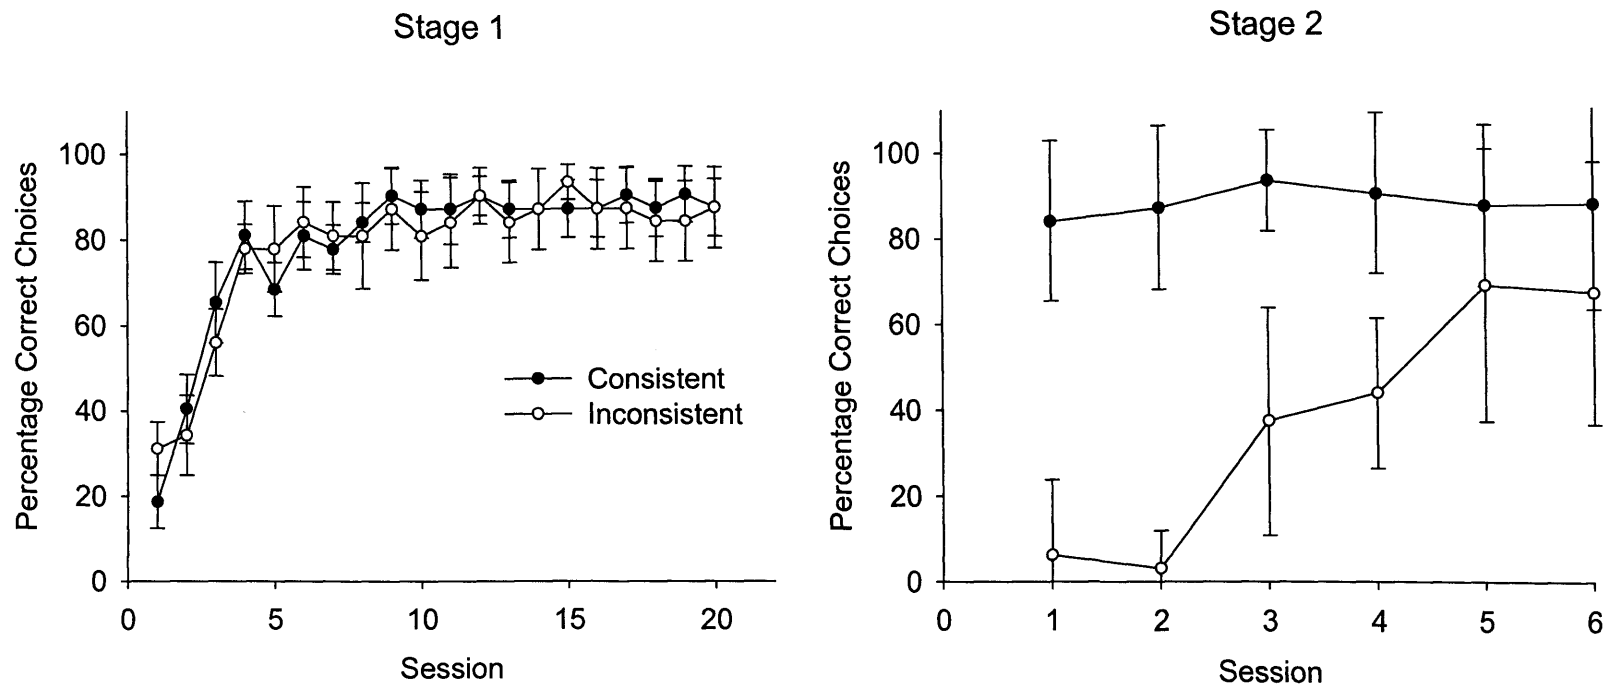 Stage 1
Percentage Correct Choices
100
80
60
40
20
0
0 5 10 15 20
Session
Consistent
Inconsistent
Stage 2
Percentage Correct Choices
100
80
60
40
20
0
0 1 2 3 4 5 6
Session